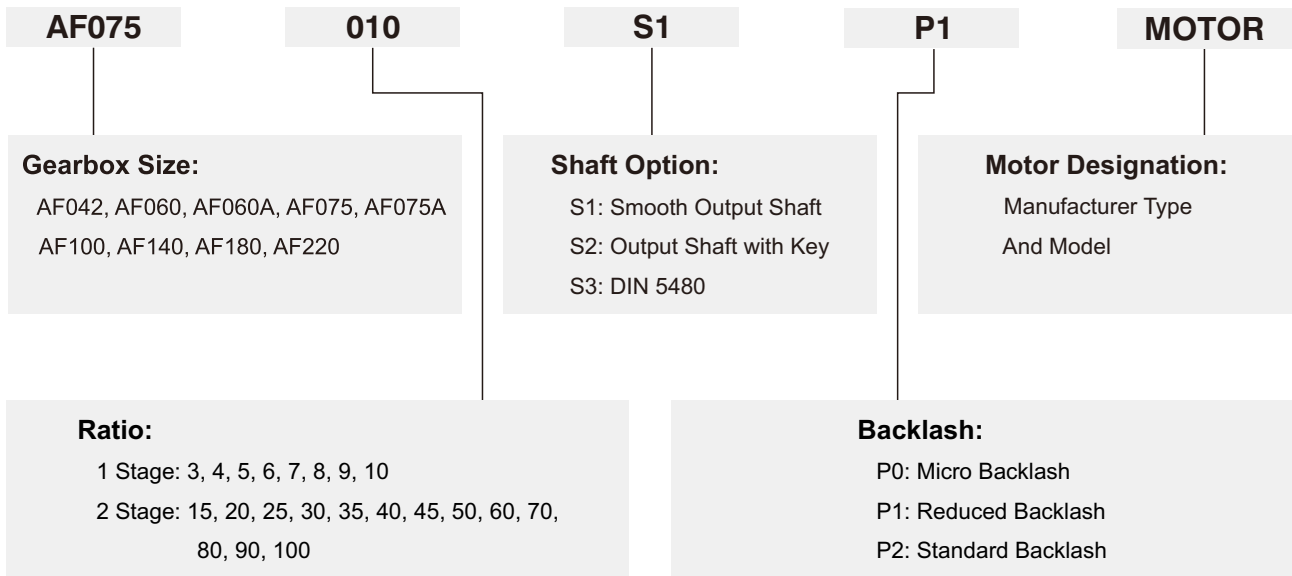 AF075 010 S1 P1 MOTOR
Gearbox Size:
AF042, AF060, AF060A, AF075, AF075A
AF100, AF140, AF180, AF220
Shaft Option:
S1: Smooth Output Shaft
S2: Output Shaft with Key
S3: DIN 5480
Motor Designation:
Manufacturer Type
And Model
Ratio:
1 Stage: 3, 4, 5, 6, 7, 8, 9, 10
2 Stage: 15, 20, 25, 30, 35, 40, 45, 50, 60, 70,
80, 90, 100
Backlash:
P0: Micro Backlash
P1: Reduced Backlash
P2: Standard Backlash